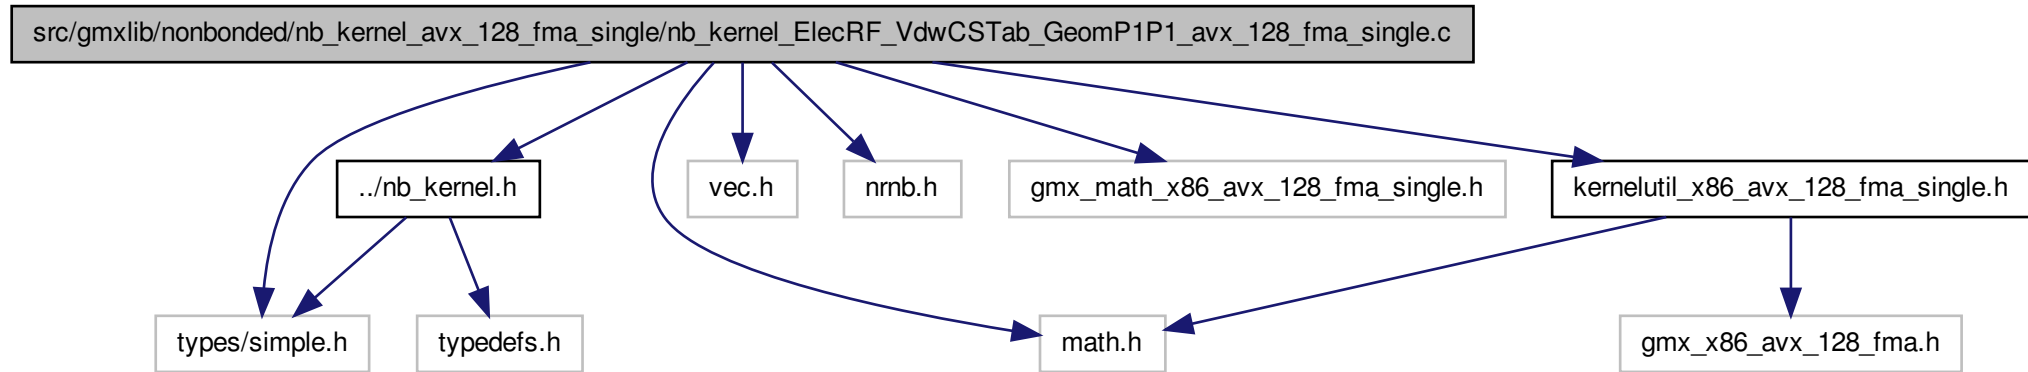 src/gmxlib/nonbonded/nb_kernel_avx_128_fma_single/nb_kernel_ElecRF_VdwCSTab_GeomP1P1_avx_128_fma_single.c
../nb_kernel.h
vec.h
nrnb.h
gmx_math_x86_avx_128_fma_single.h
kernelutil_x86_avx_128_fma_single.h
types/simple.h
typedefs.h
math.h
gmx_x86_avx_128_fma.h